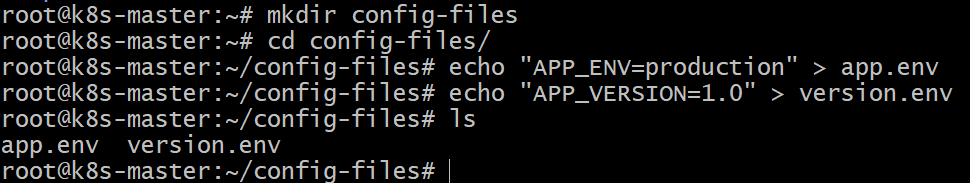 root@k8s-master:~# mkdir config-files
root@k8s-master:~# cd config-files/
root@k8s-master:~/config-files# echo "APP_ENV=production" > app.env
root@k8s-master:~/config-files# echo "APP_VERSION=1.0" > version.env
root@k8s-master:~/config-files# ls
app.env  version.env
root@k8s-master:~/config-files#